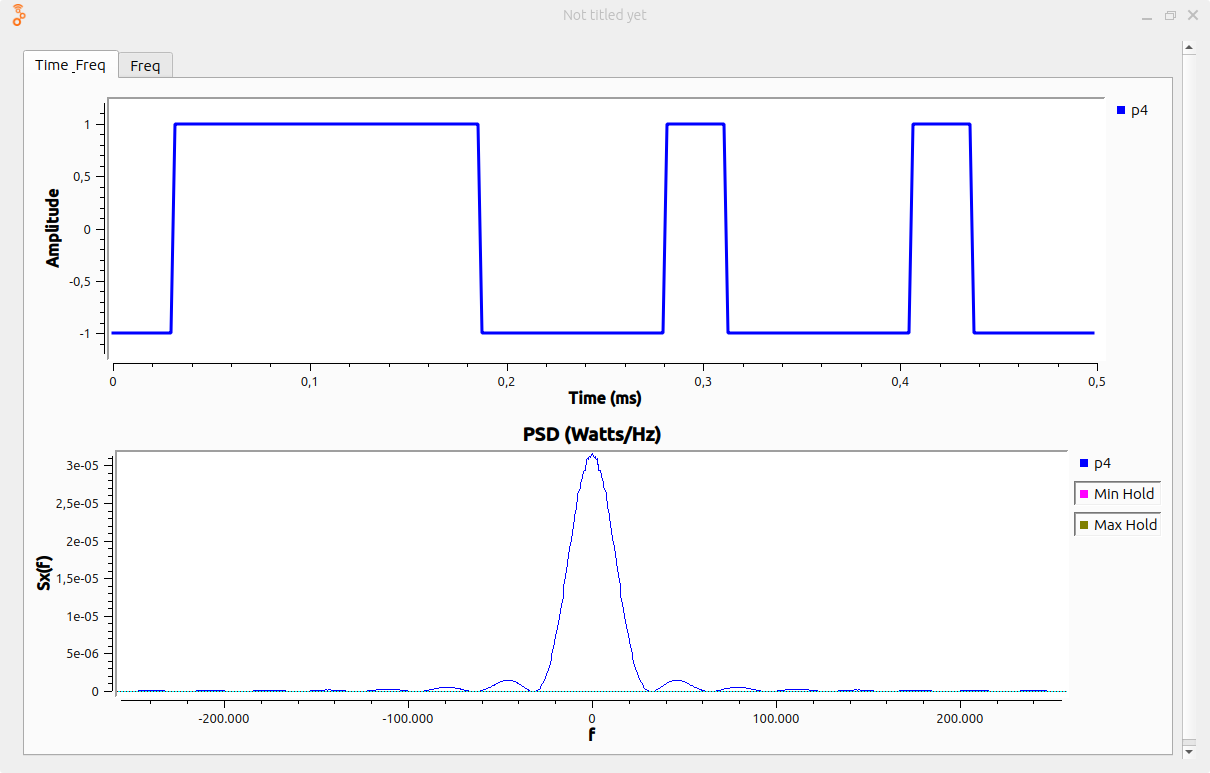 Not titled yet
TIme_Freq
Freq
p4
1
0,5
0
-0,5
-1
Amplitude
0
0,1
0,2
0,3
0,4
0,5
Time (ms)
PSD (Watts/Hz)
3e-05
2,5e-05
2e-05
1,5e-05
1e-05
5e-06
0
Sx(f)
p4
Min Hold
Max Hold
-200.000
-100.000
0
100.000
200.000
f